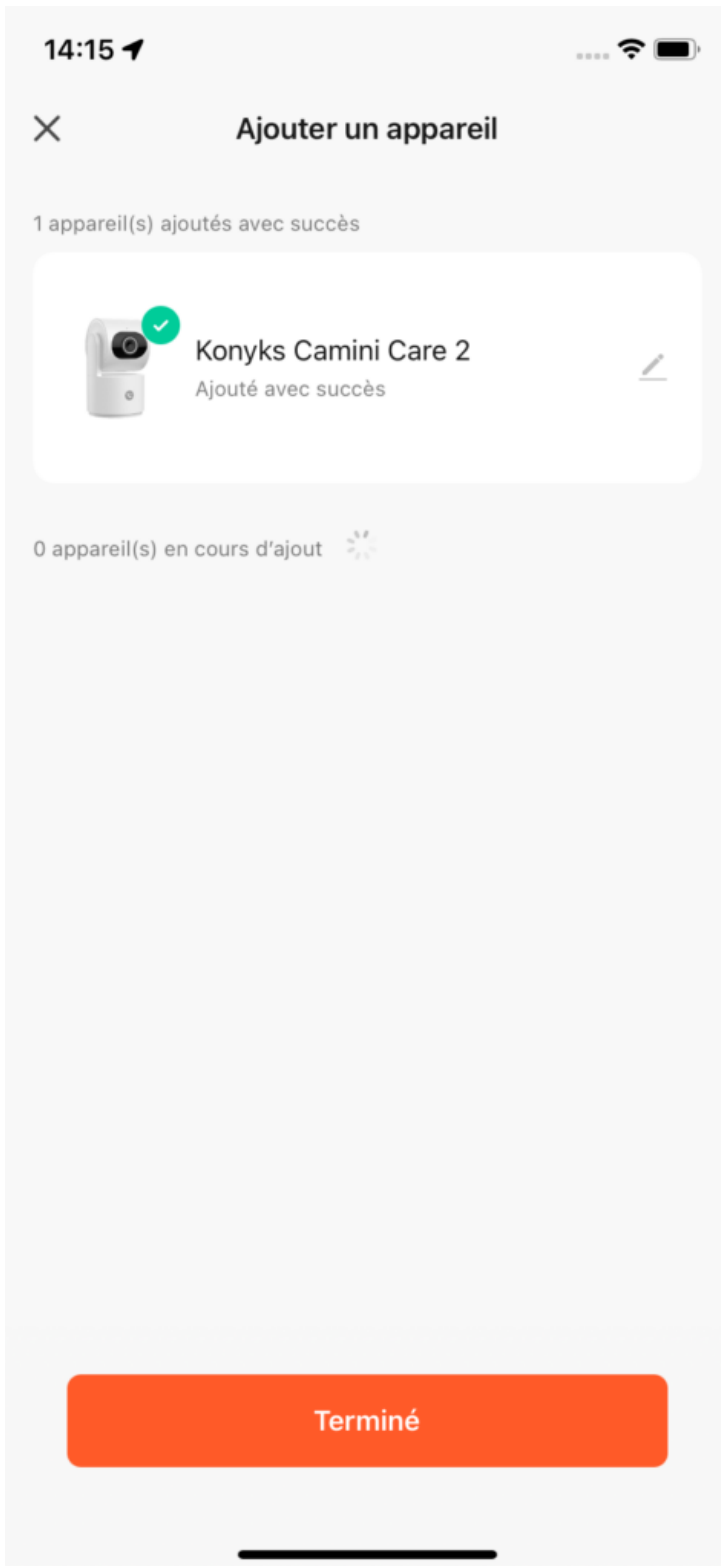 14:15
Ajouter un appareil
1 appareil(s) ajoutés avec succès
Konyks Camini Care 2
Ajouté avec succès
0 appareil(s) en cours d’ajout
Terminé